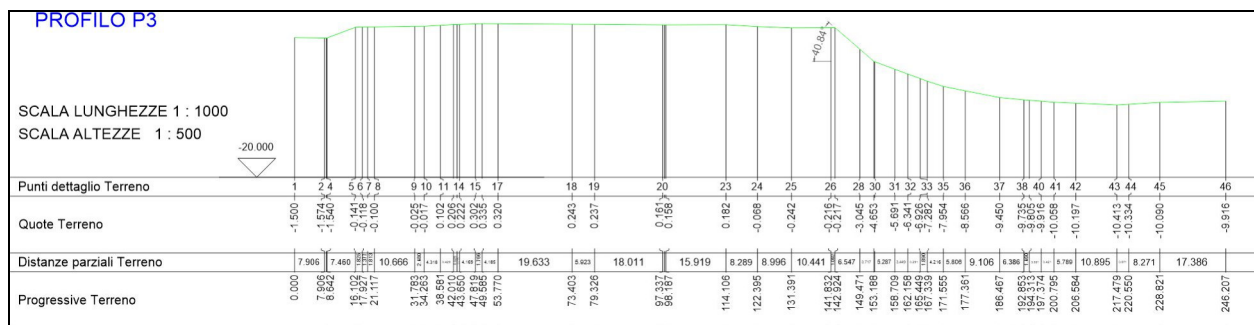 PROFILO P3
-40.84°
SCALA LUNGHEZZE 1 : 1000
SCALA ALTEZZE 1 : 500
-20.000
Punti dettaglio Terreno 1 2 4 5 6 7 8 9 10 11 12 14 15 17 18 19 20 23 24 25 26 28 30 31 32 33 35 36 37 38 40 41 42 43 44 45 46
Quote Terreno -1.500 -1.574 -1.540 -0.141 -0.118 -0.100 -0.025 -0.017 0.102 0.206 0.222 0.302 0.335 0.320 0.243 0.237 0.161 0.158 0.182 -0.068 -0.242 -0.216 -0.217 -3.045 -4.653 -5.691 -6.341 -6.926 -7.282 -7.954 -8.566 -9.450 -9.735 -9.805 -9.916 -10.058 -10.197 -10.413 -10.334 -10.090 -9.916
Distanze parziali Terreno 7.906 7.460 10.666 19.633 5.923 18.011 15.919 8.289 8.996 10.441 6.547 5.287 4.216 5.806 9.106 6.386 5.789 10.895 8.271 17.386
Progressive Terreno 0.000 7.906 8.642 16.102 17.927 21.117 31.783 34.263 38.581 42.010 43.650 47.819 49.585 53.770 73.403 79.326 97.337 98.187 114.106 122.395 131.391 141.832 142.924 149.471 153.188 158.709 162.158 165.449 167.339 171.555 177.361 186.467 192.853 194.313 197.374 200.795 206.584 217.479 220.550 228.821 246.207